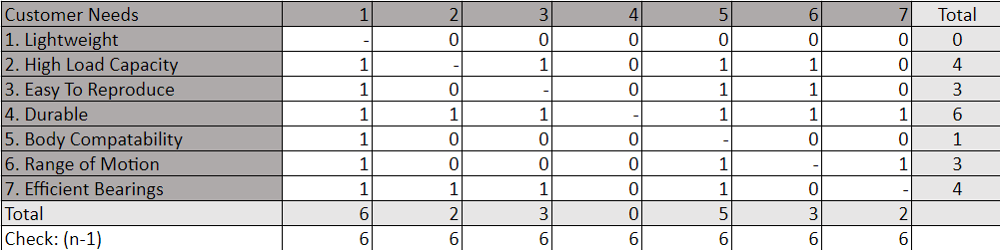 Customer Needs 1 2 3 4 5 6 7 Total
1. Lightweight - 0 0 0 0 0 0 0
2. High Load Capacity 1 - 1 0 1 1 0 4
3. Easy To Reproduce 1 0 - 0 1 1 0 3
4. Durable 1 1 1 - 1 1 1 6
5. Body Compatability 1 0 0 0 - 0 0 1
6. Range of Motion 1 0 0 0 1 - 1 3
7. Efficient Bearings 1 1 1 0 1 0 - 4
Total 6 2 3 0 5 3 2
Check: (n-1) 6 6 6 6 6 6 6